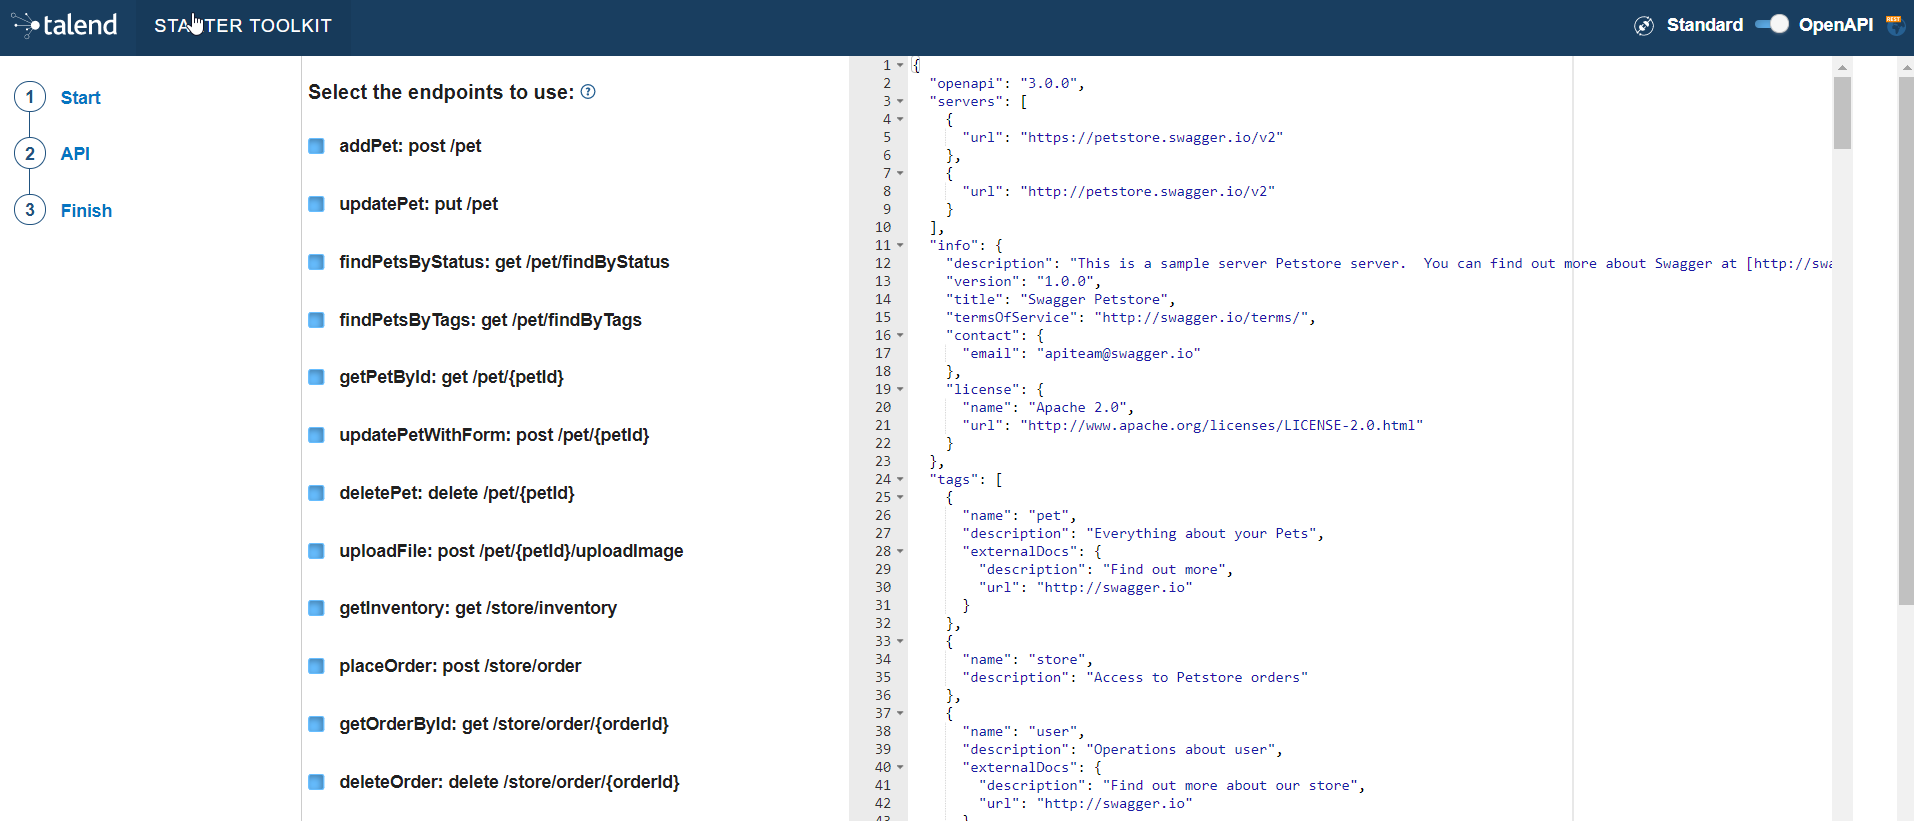 talend
STARTER TOOLKIT
Standard
OpenAPI
REST
1 Start
2 API
3 Finish
Select the endpoints to use: ?
addPet: post /pet
updatePet: put /pet
findPetsByStatus: get /pet/findByStatus
findPetsByTags: get /pet/findByTags
getPetById: get /pet/{petId}
updatePetWithForm: post /pet/{petId}
deletePet: delete /pet/{petId}
uploadFile: post /pet/{petId}/uploadImage
getInventory: get /store/inventory
placeOrder: post /store/order
getOrderById: get /store/order/{orderId}
deleteOrder: delete /store/order/{orderId}
1 {
2 "openapi": "3.0.0",
3 "servers": [
4 {
5 "url": "https://petstore.swagger.io/v2"
6 },
7 {
8 "url": "http://petstore.swagger.io/v2"
9 }
10 ],
11 "info": {
12 "description": "This is a sample server Petstore server.  You can find out more about Swagger at [http://swa
13 "version": "1.0.0",
14 "title": "Swagger Petstore",
15 "termsOfService": "http://swagger.io/terms/",
16 "contact": {
17 "email": "apiteam@swagger.io"
18 },
19 "license": {
20 "name": "Apache 2.0",
21 "url": "http://www.apache.org/licenses/LICENSE-2.0.html"
22 }
23 },
24 "tags": [
25 {
26 "name": "pet",
27 "description": "Everything about your Pets",
28 "externalDocs": {
29 "description": "Find out more",
30 "url": "http://swagger.io"
31 }
32 },
33 {
34 "name": "store",
35 "description": "Access to Petstore orders"
36 },
37 {
38 "name": "user",
39 "description": "Operations about user",
40 "externalDocs": {
41 "description": "Find out more about our store",
42 "url": "http://swagger.io"
43 }